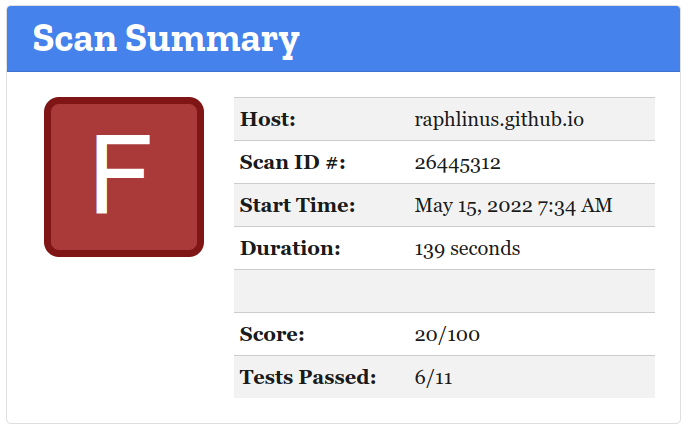 Scan Summary
F
Host: raphlinus.github.io
Scan ID #: 26445312
Start Time: May 15, 2022 7:34 AM
Duration: 139 seconds
Score: 20/100
Tests Passed: 6/11